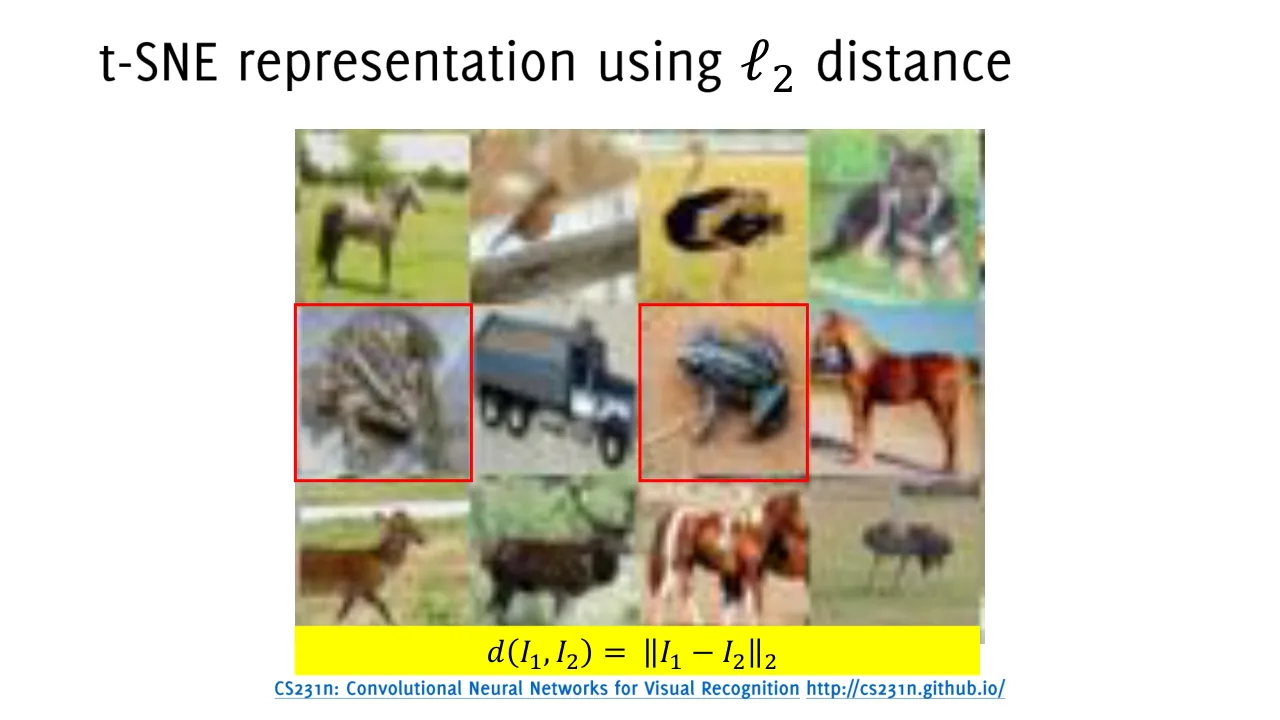 t-SNE representation using ℓ₂ distance
d(I₁, I₂) = ‖I₁ − I₂‖₂
CS231n: Convolutional Neural Networks for Visual Recognition http://cs231n.github.io/